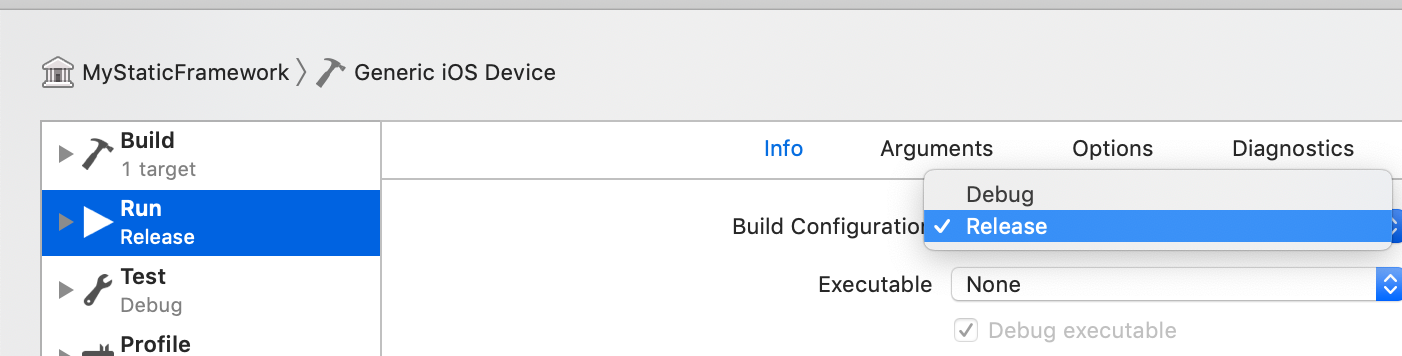 MyStaticFramework Generic iOS Device
Build
1 target
Run
Release
Test
Debug
Profile
Info Arguments Options Diagnostics
Debug
Build Configuration Release
Executable None
Debug executable